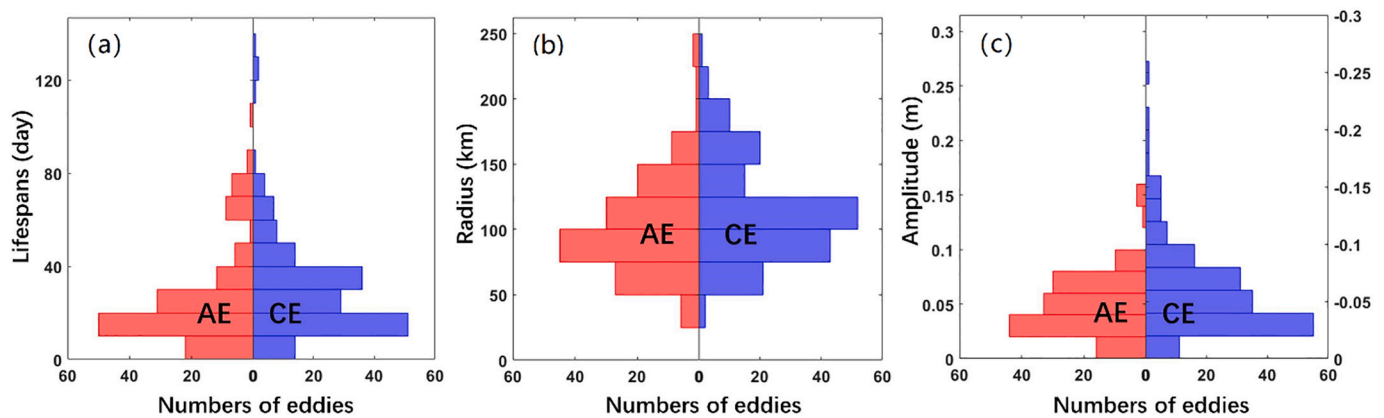 (a)
Lifespans (day)
120
80
40
0
AE
CE
60 40 20 0 20 40 60
Numbers of eddies
(b)
Radius (km)
250
200
150
100
50
0
AE
CE
60 40 20 0 20 40 60
Numbers of eddies
(c)
Amplitude (m)
0.3
0.25
0.2
0.15
0.1
0.05
0
-0.3
-0.25
-0.2
-0.15
-0.1
-0.05
0
AE
CE
60 40 20 0 20 40 60
Numbers of eddies